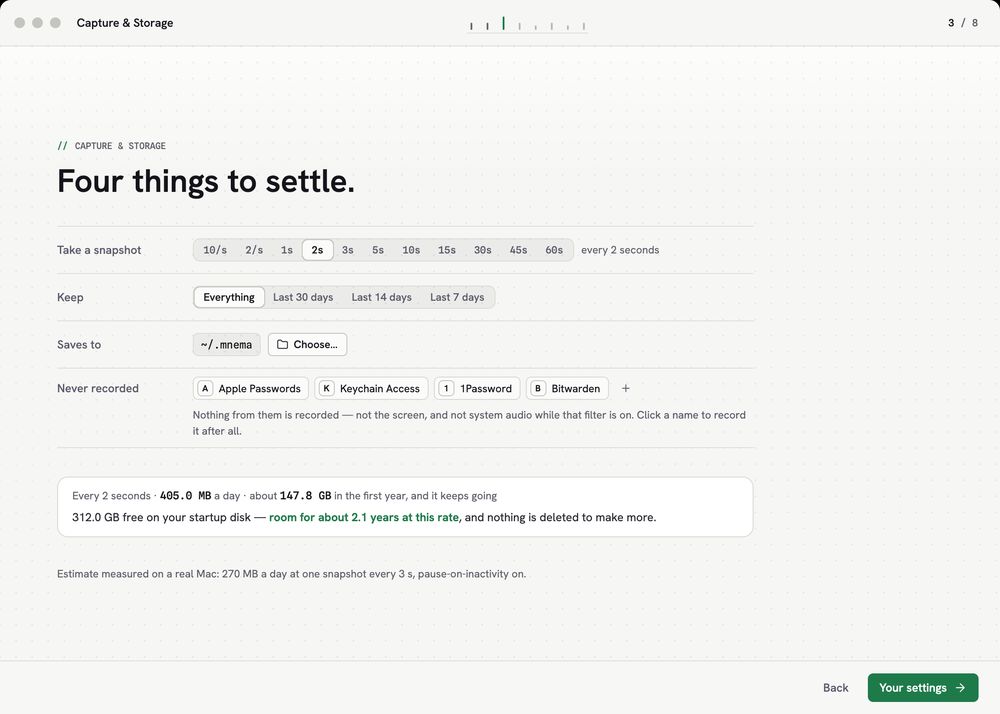 Capture & Storage
3 / 8
// CAPTURE & STORAGE
Four things to settle.
Take a snapshot
10/s 2/s 1s 2s 3s 5s 10s 15s 30s 45s 60s every 2 seconds
Keep
Everything Last 30 days Last 14 days Last 7 days
Saves to
~/.mnema Choose...
Never recorded
A Apple Passwords K Keychain Access 1 1Password B Bitwarden +
Nothing from them is recorded — not the screen, and not system audio while that filter is on. Click a name to record
it after all.
Every 2 seconds · 405.0 MB a day · about 147.8 GB in the first year, and it keeps going
312.0 GB free on your startup disk — room for about 2.1 years at this rate, and nothing is deleted to make more.
Estimate measured on a real Mac: 270 MB a day at one snapshot every 3 s, pause-on-inactivity on.
Back
Your settings →